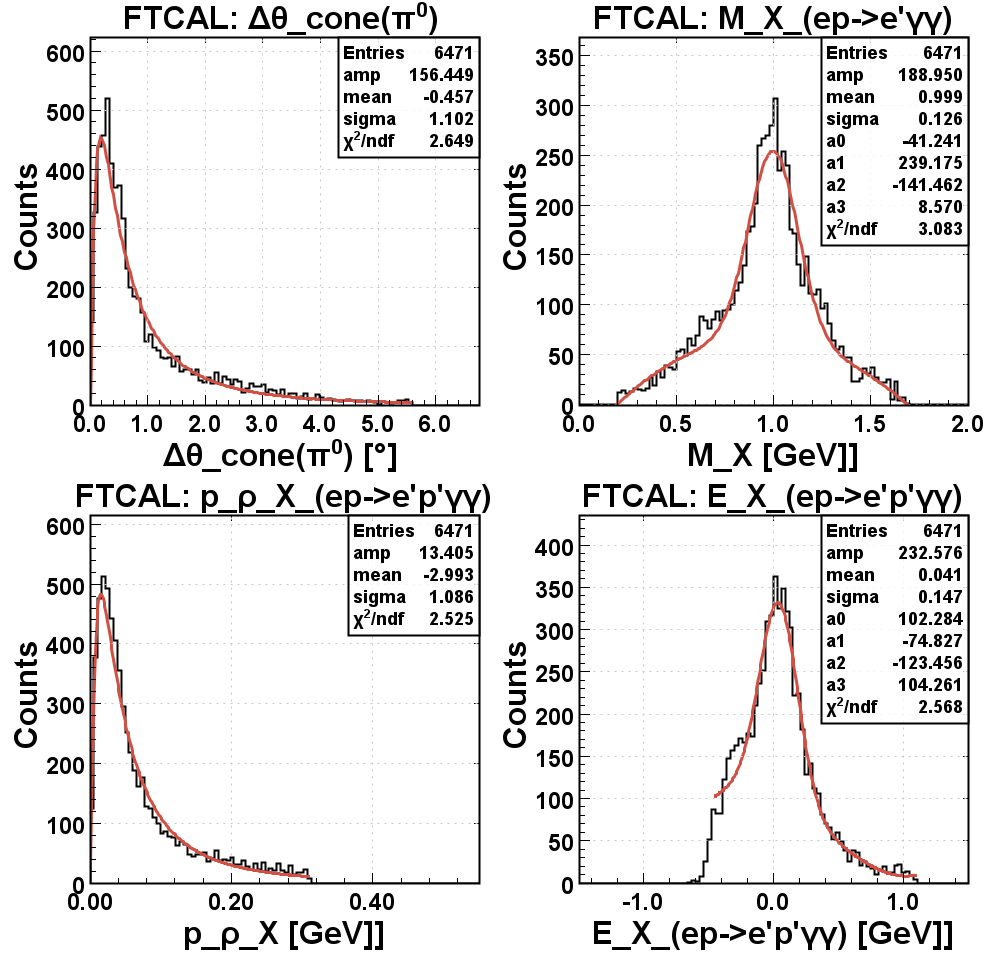 FTCAL: Δθ_cone(π⁰)
Entries 6471
amp 156.449
mean -0.457
sigma 1.102
χ²/ndf 2.649
600
500
400
300
200
100
0
Counts
0.0 1.0 2.0 3.0 4.0 5.0 6.0
Δθ_cone(π⁰) [°]
FTCAL: M_X_(ep->e'γγ)
Entries 6471
amp 188.950
mean 0.999
sigma 0.126
a0 -41.241
a1 239.175
a2 -141.462
a3 8.570
χ²/ndf 3.083
350
300
250
200
150
100
50
0
Counts
0.0 0.5 1.0 1.5 2.0
M_X [GeV]]
FTCAL: p_ρ_X_(ep->e'p'γγ)
Entries 6471
amp 13.405
mean -2.993
sigma 1.086
χ²/ndf 2.525
600
500
400
300
200
100
0
Counts
0.00 0.20 0.40
p_ρ_X [GeV]]
FTCAL: E_X_(ep->e'p'γγ)
Entries 6471
amp 232.576
mean 0.041
sigma 0.147
a0 102.284
a1 -74.827
a2 -123.456
a3 104.261
χ²/ndf 2.568
400
350
300
250
200
150
100
50
0
Counts
-1.0 0.0 1.0
E_X_(ep->e'p'γγ) [GeV]]